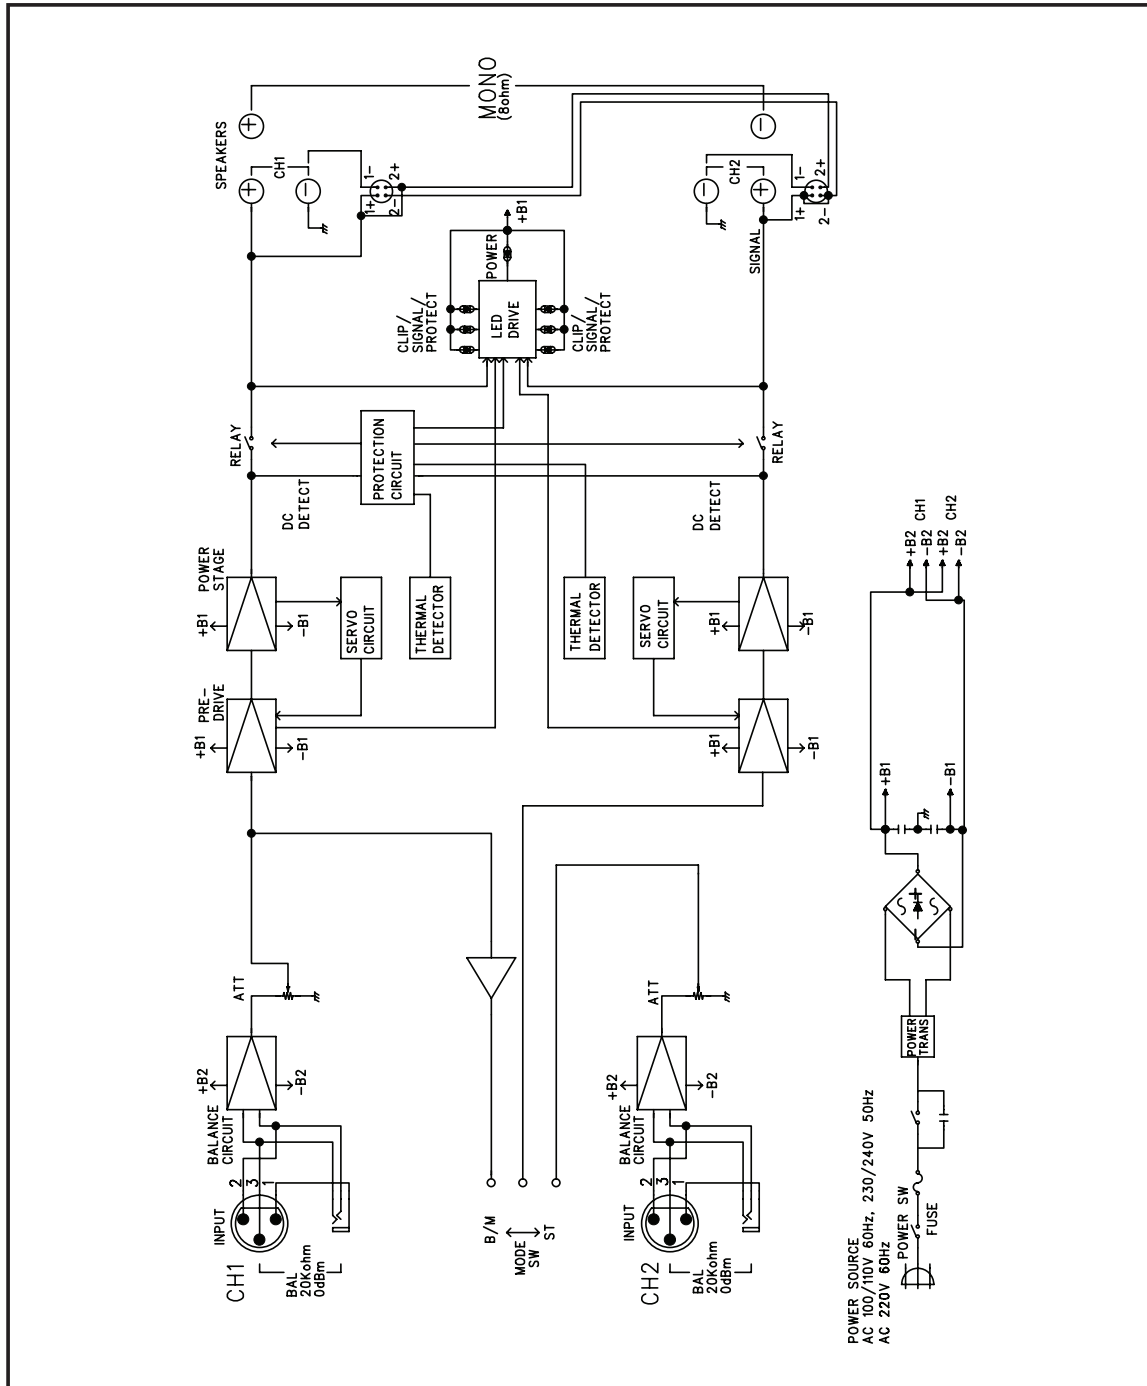 SPEAKERS
MONO
(8ohm)
CH1
1-
2+
1+
2-
CH2
1-
2+
1+
2-
SIGNAL
+B1
POWER
LED
DRIVE
CLIP/
SIGNAL/
PROTECT
CLIP/
SIGNAL/
PROTECT
RELAY
PROTECTION
CIRCUIT
RELAY
DC
DETECT
DC
DETECT
POWER
STAGE
+B1
-B1
SERVO
CIRCUIT
THERMAL
DETECTOR
THERMAL
DETECTOR
SERVO
CIRCUIT
+B1
-B1
PRE-
DRIVE
+B1
-B1
+B1
-B1
ATT
ATT
+B2
-B2
BALANCE
CIRCUIT
+B2
-B2
BALANCE
CIRCUIT
2
3
1
INPUT
CH1
BAL
20Kohm
0dBm
B/M
MODE
SW
ST
2
3
1
INPUT
CH2
BAL
20Kohm
0dBm
+B2
-B2
CH1
+B2
-B2
CH2
+B1
-B1
POWER
TRANS
POWER SOURCE
AC 100/110V 60Hz, 230/240V 50Hz
AC 220V 60Hz
POWER SW
FUSE